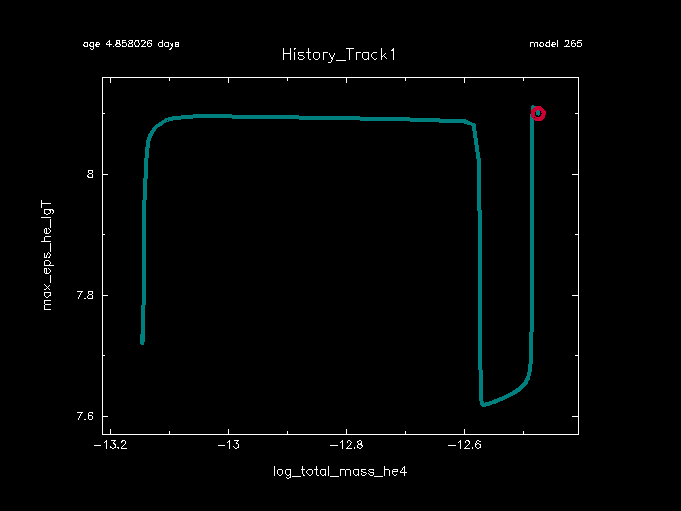 age 4.858026 days
model 265
History_Track1
max_eps_he_lgT
8
7.8
7.6
−13.2
−13
−12.8
−12.6
log_total_mass_he4